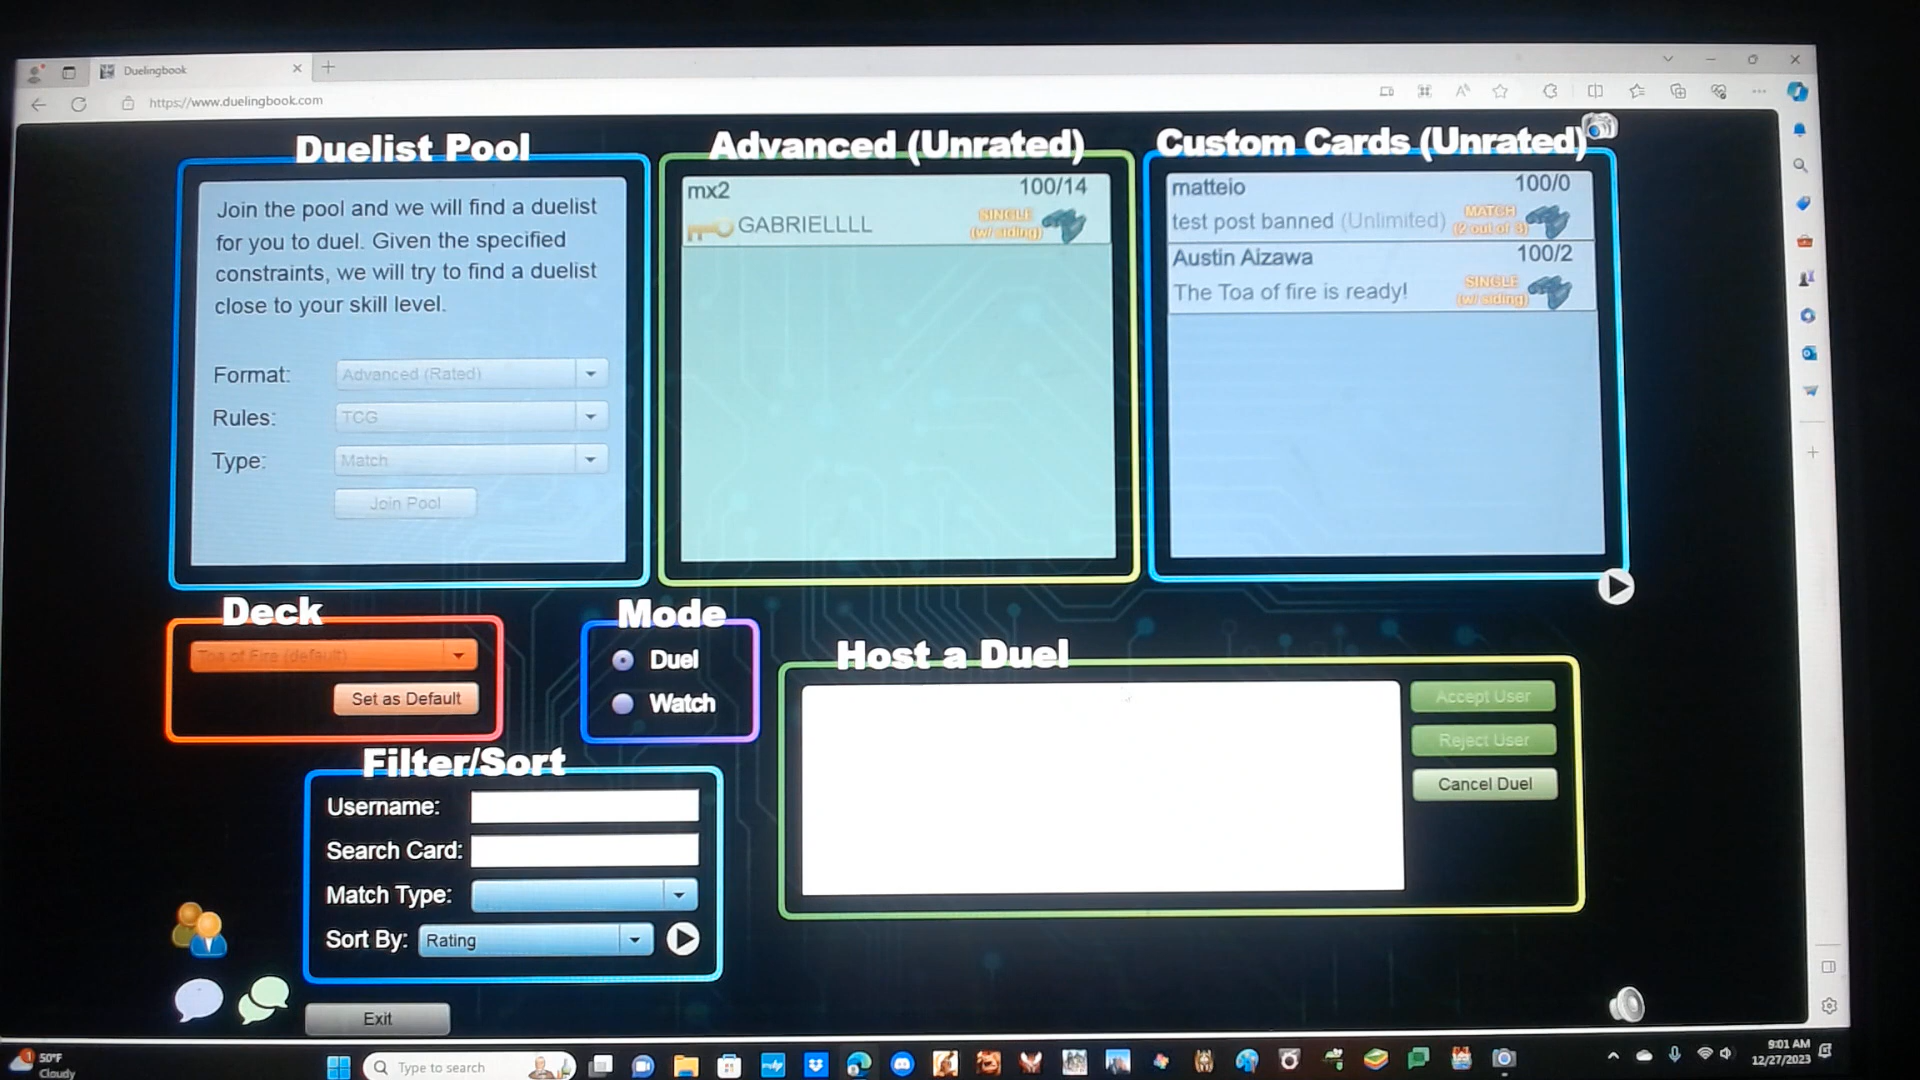 Duelingbook
https://www.duelingbook.com
Duelist Pool
Join the pool and we will find a duelist
for you to duel. Given the specified
constraints, we will try to find a duelist
close to your skill level.
Format: Advanced (Rated)
Rules: TCG
Type: Match
Join Pool
Advanced (Unrated)
mx2 100/14
GABRIELLLL SINGLE
(w/ siding)
Custom Cards (Unrated)
matteio 100/0
test post banned (Unlimited) MATCH
(2 out of 3)
Austin Aizawa 100/2
The Toa of fire is ready! SINGLE
(w/ siding)
Deck
Toa of Fire (default)
Set as Default
Mode
Duel
Watch
Host a Duel
Accept User
Reject User
Cancel Duel
Filter/Sort
Username:
Search Card:
Match Type:
Sort By: Rating
Exit
1
50°F
Cloudy
Type to search
9:01 AM
12/27/2023